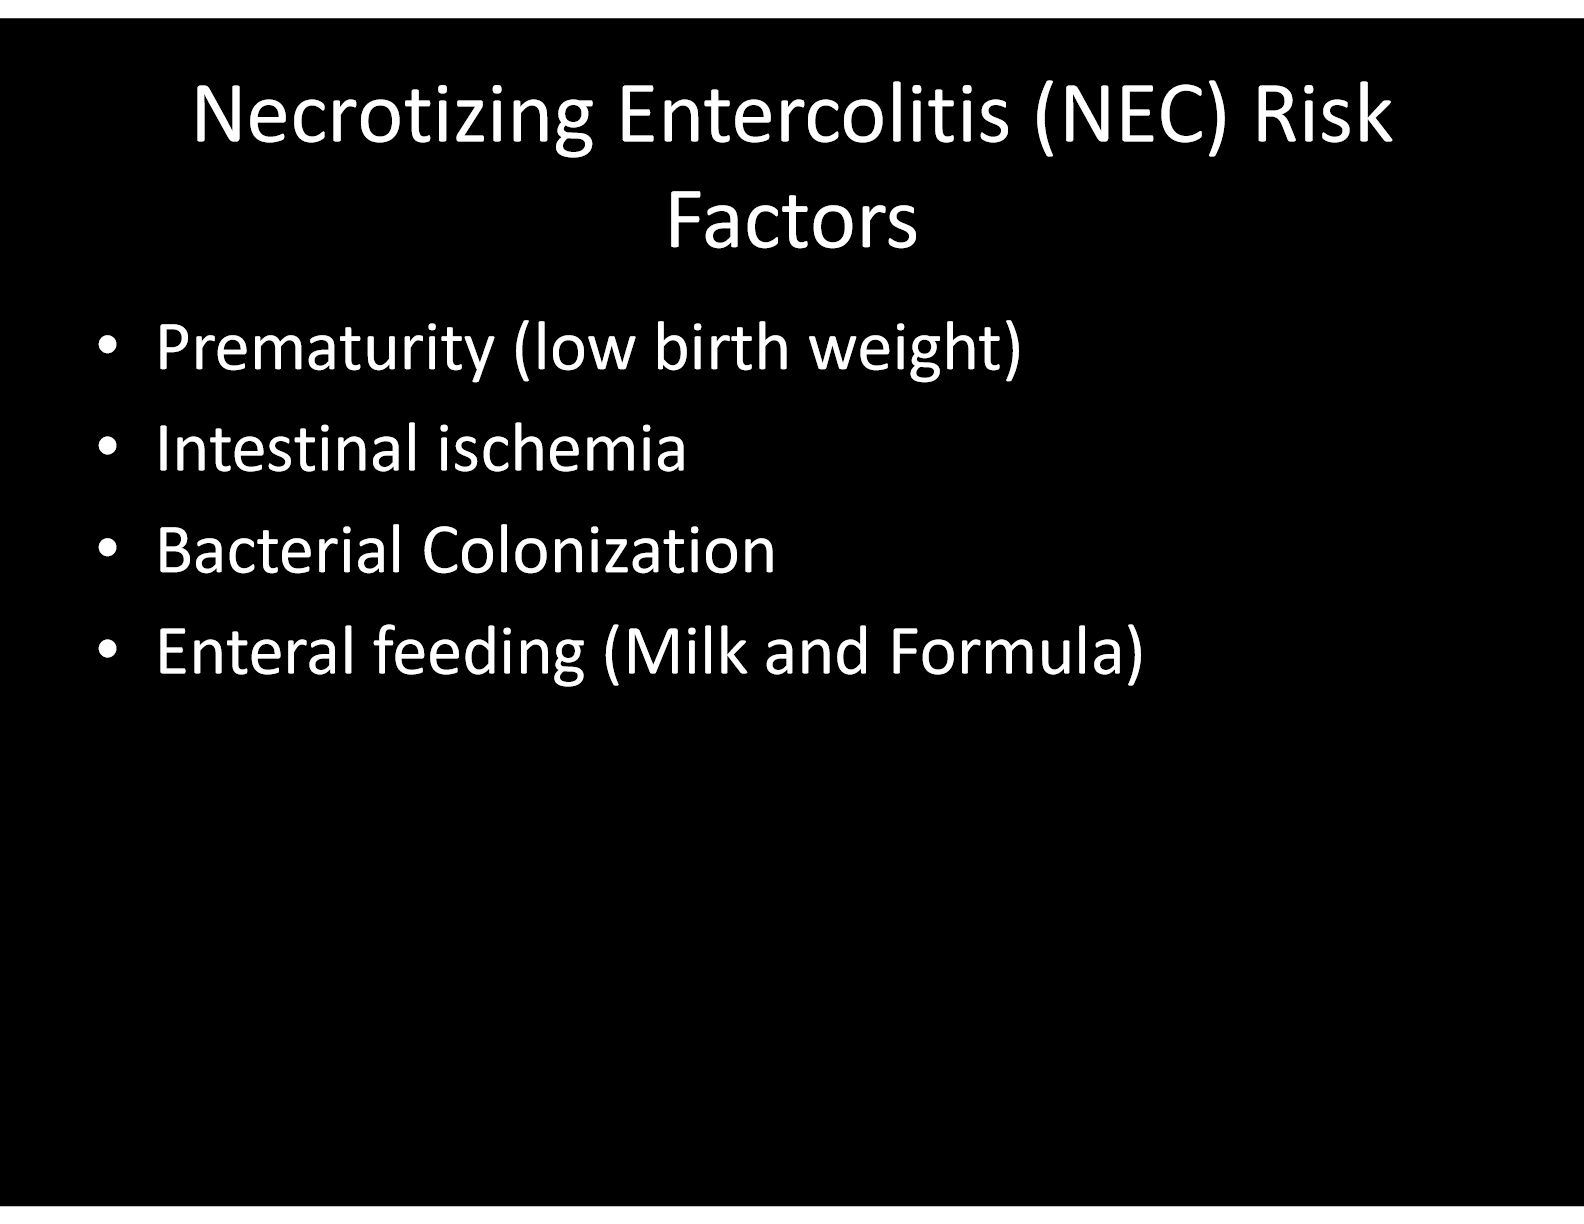 Necrotizing Entercolitis (NEC) Risk
Factors
• Prematurity (low birth weight)
• Intestinal ischemia
• Bacterial Colonization
• Enteral feeding (Milk and Formula)